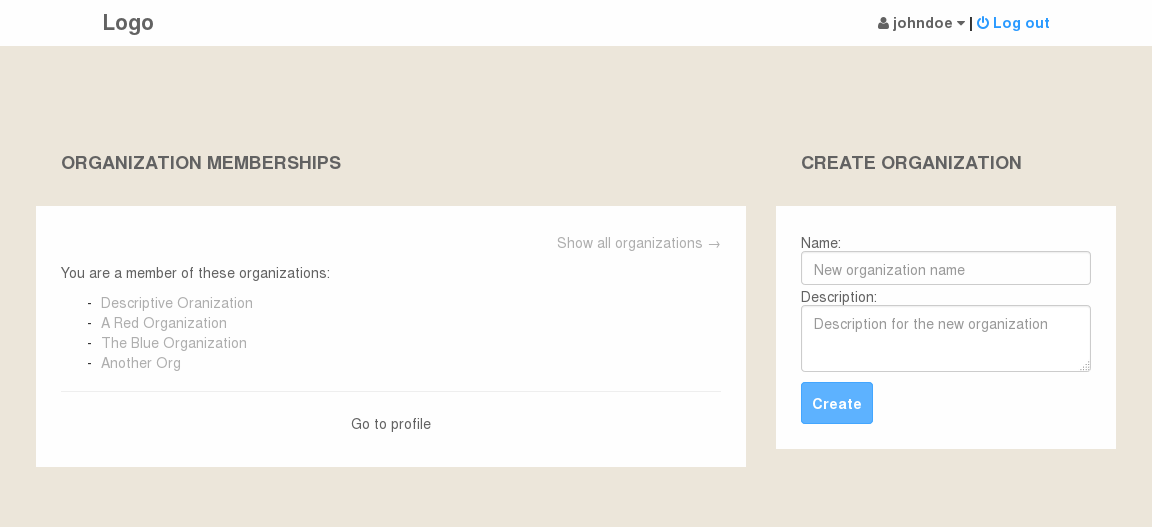 Logo
johndoe | Log out
ORGANIZATION MEMBERSHIPS
Show all organizations →
You are a member of these organizations:
- Descriptive Oranization
- A Red Organization
- The Blue Organization
- Another Org
Go to profile
CREATE ORGANIZATION
Name:
New organization name
Description:
Description for the new organization
Create